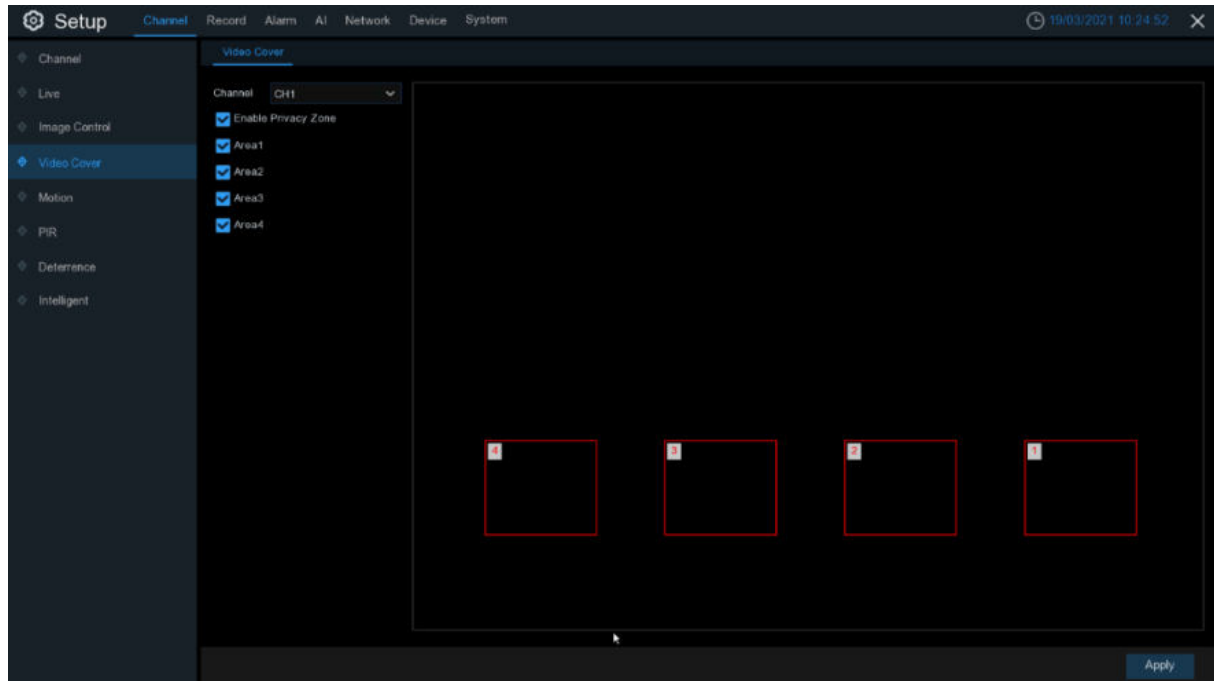 Setup Channel Record Alarm AI Network Device System 19/03/2021 10:24:52
Channel
Live
Image Control
Video Cover
Motion
PIR
Deterrence
Intelligent
Video Cover
Channel CH1
Enable Privacy Zone
Area1
Area2
Area3
Area4
4 3 2 1
Apply